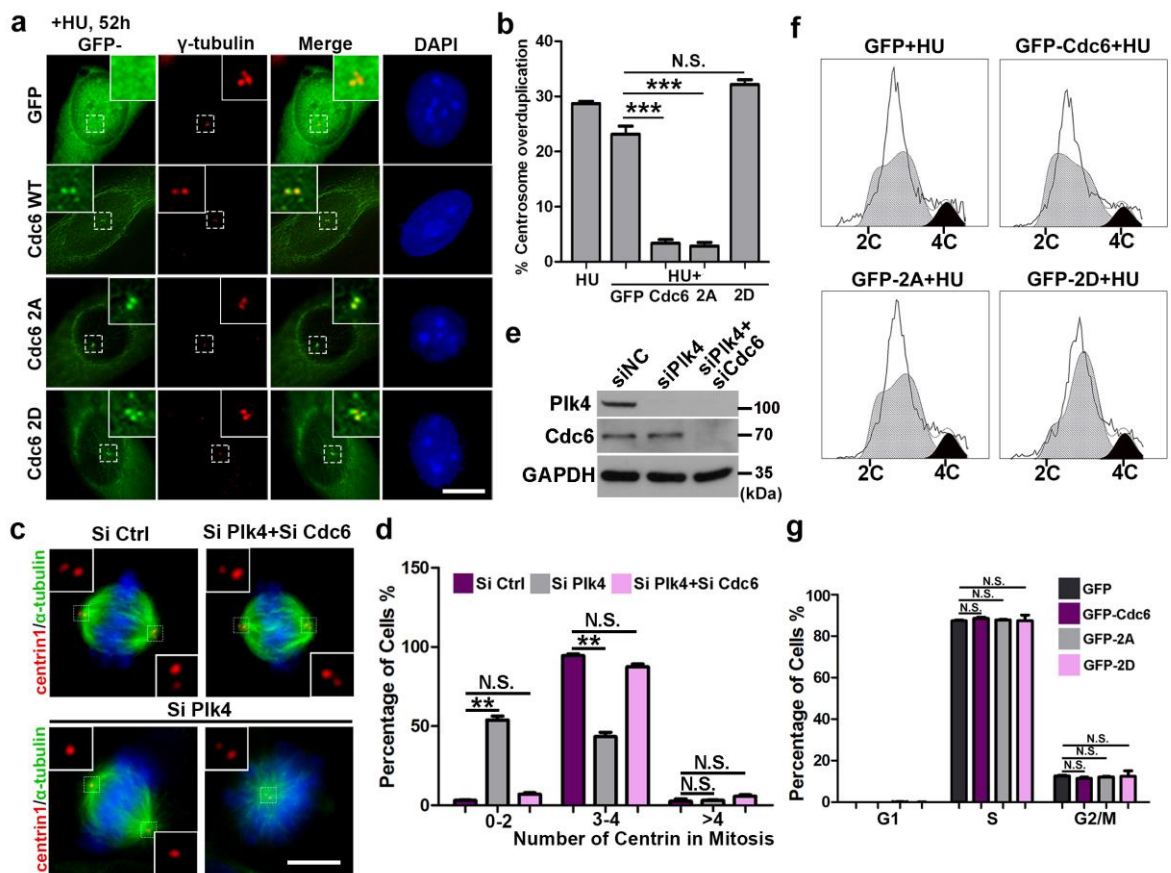 a
+HU, 52h
GFP- γ-tubulin Merge DAPI
GFP
Cdc6 WT
Cdc6 2A
Cdc6 2D
b
% Centrosome overduplication
40
30
20
10
0
N.S.
***
***
HU GFP Cdc6 2A 2D
HU+
c
Si Ctrl Si Plk4+Si Cdc6
Si Plk4
centrin1/α-tubulin
centrin1/α-tubulin
d
Percentage of Cells %
150
100
50
0
Si Ctrl Si Plk4 Si Plk4+Si Cdc6
N.S.
**
N.S.
**
N.S.
N.S.
0-2 3-4 >4
Number of Centrin in Mitosis
e
siNC siPlk4 siPlk4+
siCdc6
Plk4 100
Cdc6 70
GAPDH 35
(kDa)
f
GFP+HU GFP-Cdc6+HU
2C 4C 2C 4C
GFP-2A+HU GFP-2D+HU
2C 4C 2C 4C
g
Percentage of Cells %
100
80
60
40
20
0
N.S.
N.S.
N.S.
N.S.
N.S.
N.S.
GFP
GFP-Cdc6
GFP-2A
GFP-2D
G1 S G2/M